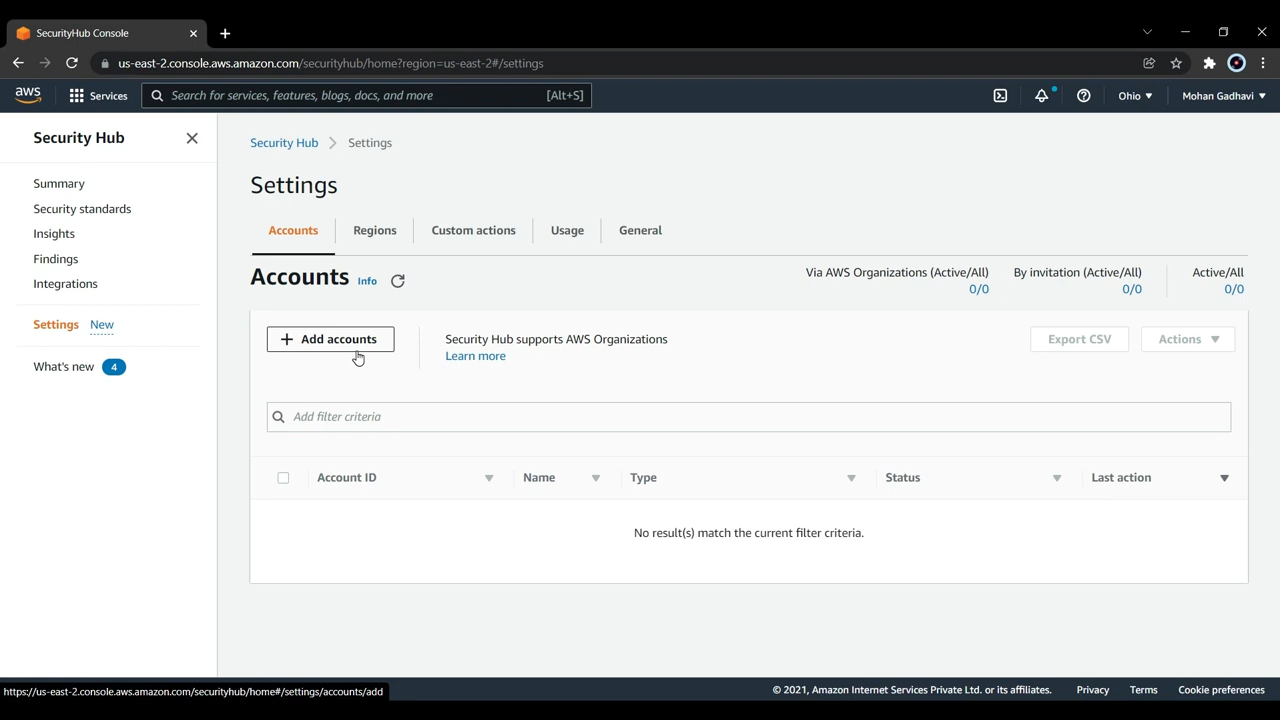 SecurityHub Console
us-east-2.console.aws.amazon.com/securityhub/home?region=us-east-2#/settings
aws
Services
Search for services, features, blogs, docs, and more
[Alt+S]
Ohio
Mohan Gadhavi
Security Hub
Summary
Security standards
Insights
Findings
Integrations
Settings New
What's new 4
Security Hub Settings
Settings
Accounts
Regions
Custom actions
Usage
General
Accounts Info
Via AWS Organizations (Active/All)
0/0
By invitation (Active/All)
0/0
Active/All
0/0
+ Add accounts
Security Hub supports AWS Organizations
Learn more
Export CSV
Actions
Add filter criteria
Account ID
Name
Type
Status
Last action
No result(s) match the current filter criteria.
https://us-east-2.console.aws.amazon.com/securityhub/home#/settings/accounts/add
© 2021, Amazon Internet Services Private Ltd. or its affiliates.
Privacy
Terms
Cookie preferences